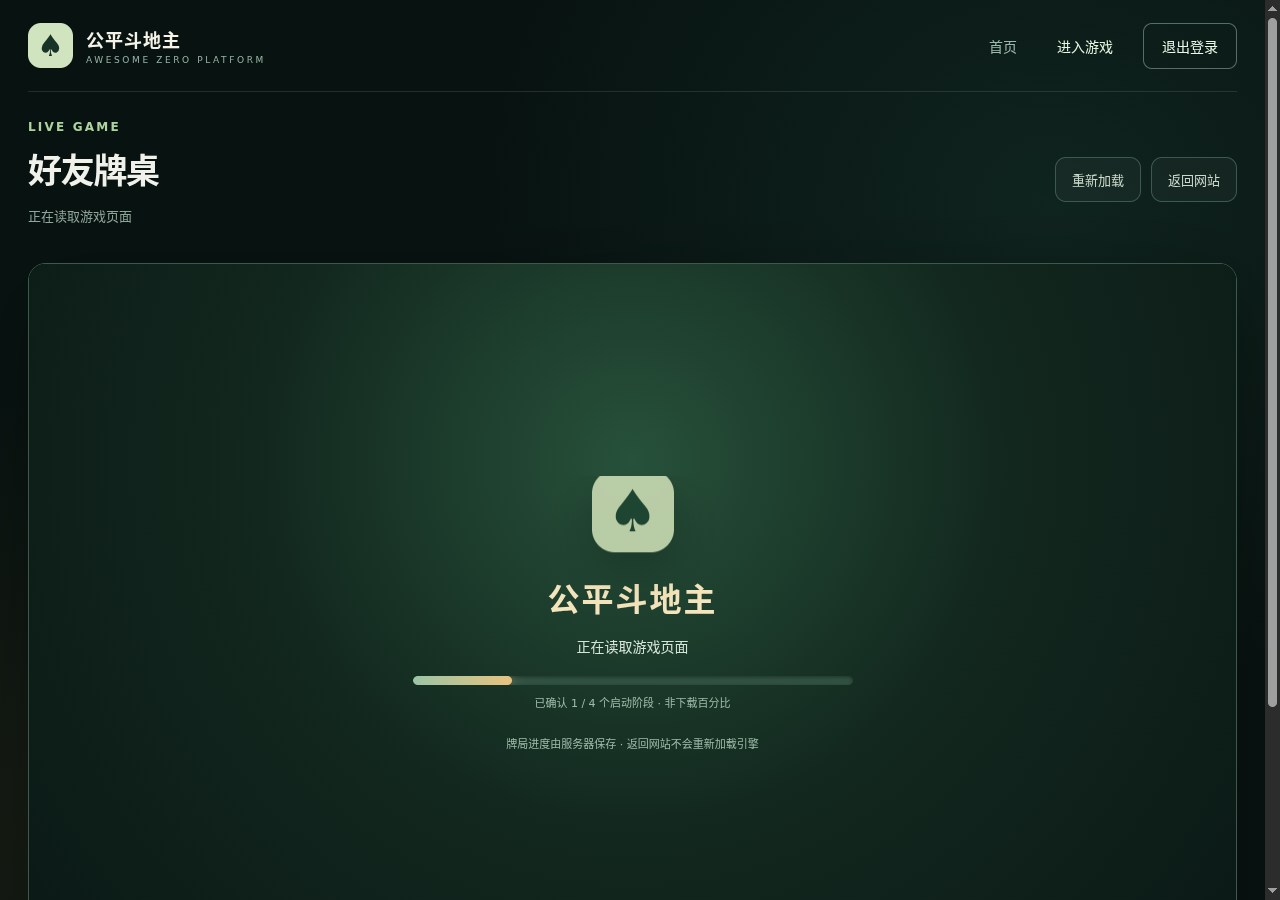 公平斗地主
AWESOME ZERO PLATFORM
首页
进入游戏
退出登录
LIVE GAME
好友牌桌
正在读取游戏页面
重新加载
返回网站
公平斗地主
正在读取游戏页面
已确认 1 / 4 个启动阶段 · 非下载百分比
牌局进度由服务器保存 · 返回网站不会重新加载引擎